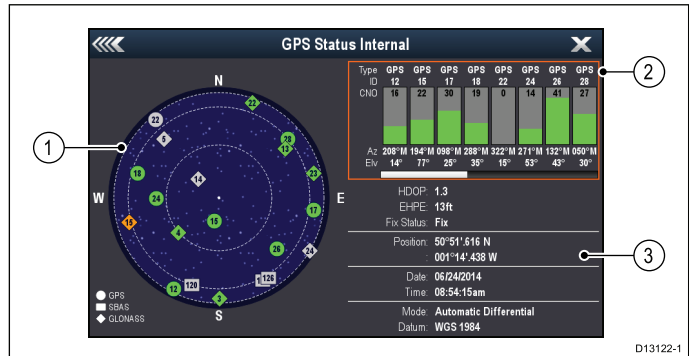 GPS Status Internal
1
2
3
Type GPS GPS GPS GPS GPS GPS GPS GPS
ID 12 15 17 18 22 24 26 28
CNO 16 22 30 19 0 14 41 27
Az 208°M 194°M 098°M 288°M 322°M 271°M 132°M 050°M
Elv 14° 77° 25° 35° 15° 53° 43° 30°
N
W
E
S
22
22
5
28
13
18
23
14
24
17
15
15
4
26
24
120
126
12
3
GPS
SBAS
GLONASS
HDOP: 1.3
EHPE: 13ft
Fix Status: Fix
Position: 50°51'.616 N
: 001°14'.438 W
Date: 06/24/2014
Time: 08:54:15am
Mode: Automatic Differential
Datum: WGS 1984
D13122-1